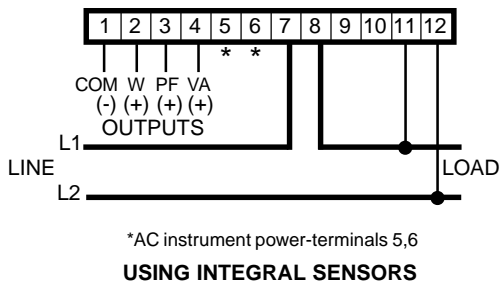 1 2 3 4 5 6 7 8 9 10 11 12
* *
COM W PF VA
(-) (+) (+) (+)
OUTPUTS
L1
LINE LOAD
L2
*AC instrument power-terminals 5,6
USING INTEGRAL SENSORS